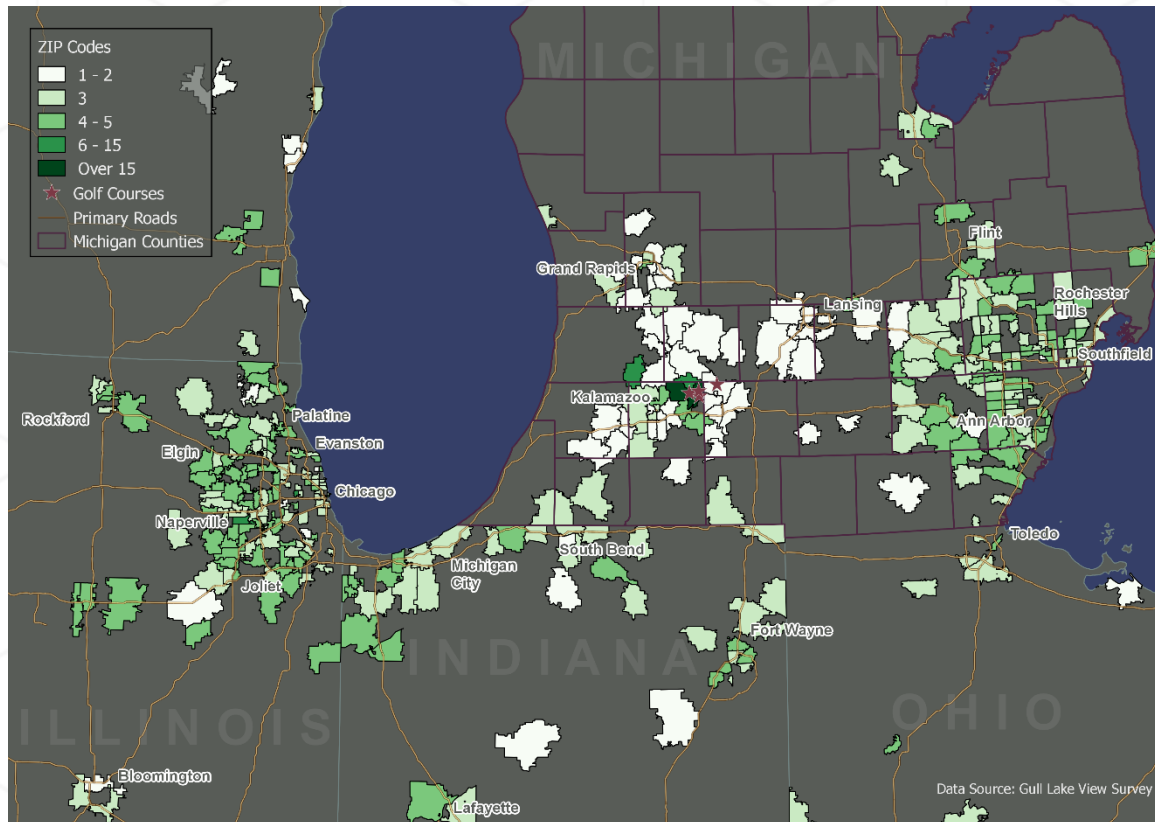 ZIP Codes
1 - 2
3
4 - 5
6 - 15
Over 15
Golf Courses
Primary Roads
Michigan Counties
MICHIGAN
Flint
Grand Rapids
Rochester
Hills
Lansing
Southfield
Kalamazoo
Rockford
Palatine
Ann Arbor
Evanston
Elgin
Chicago
Naperville
Toledo
South Bend
Michigan
City
Joliet
Fort Wayne
INDIANA
ILLINOIS
OHIO
Bloomington
Data Source: Gull Lake View Survey
Lafayette